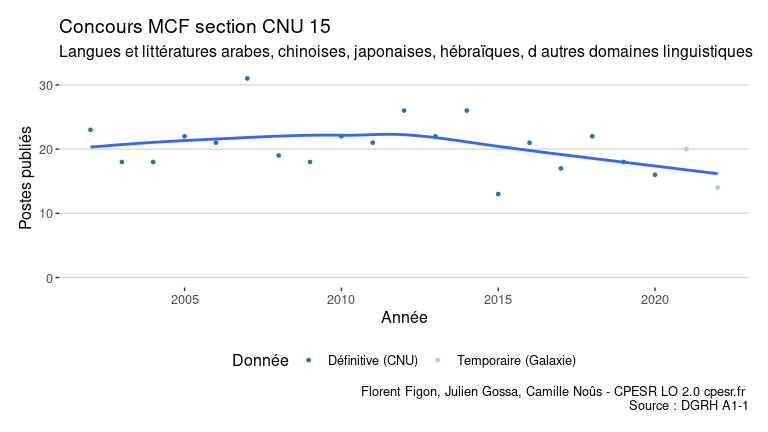 Concours MCF section CNU 15
Langues et littératures arabes, chinoises, japonaises, hébraïques, d autres domaines linguistiques
30
20
10
0
Postes publiés
2005 2010 2015 2020
Année
Donnée Définitive (CNU) Temporaire (Galaxie)
Florent Figon, Julien Gossa, Camille Noûs - CPESR LO 2.0 cpesr.fr
Source : DGRH A1-1